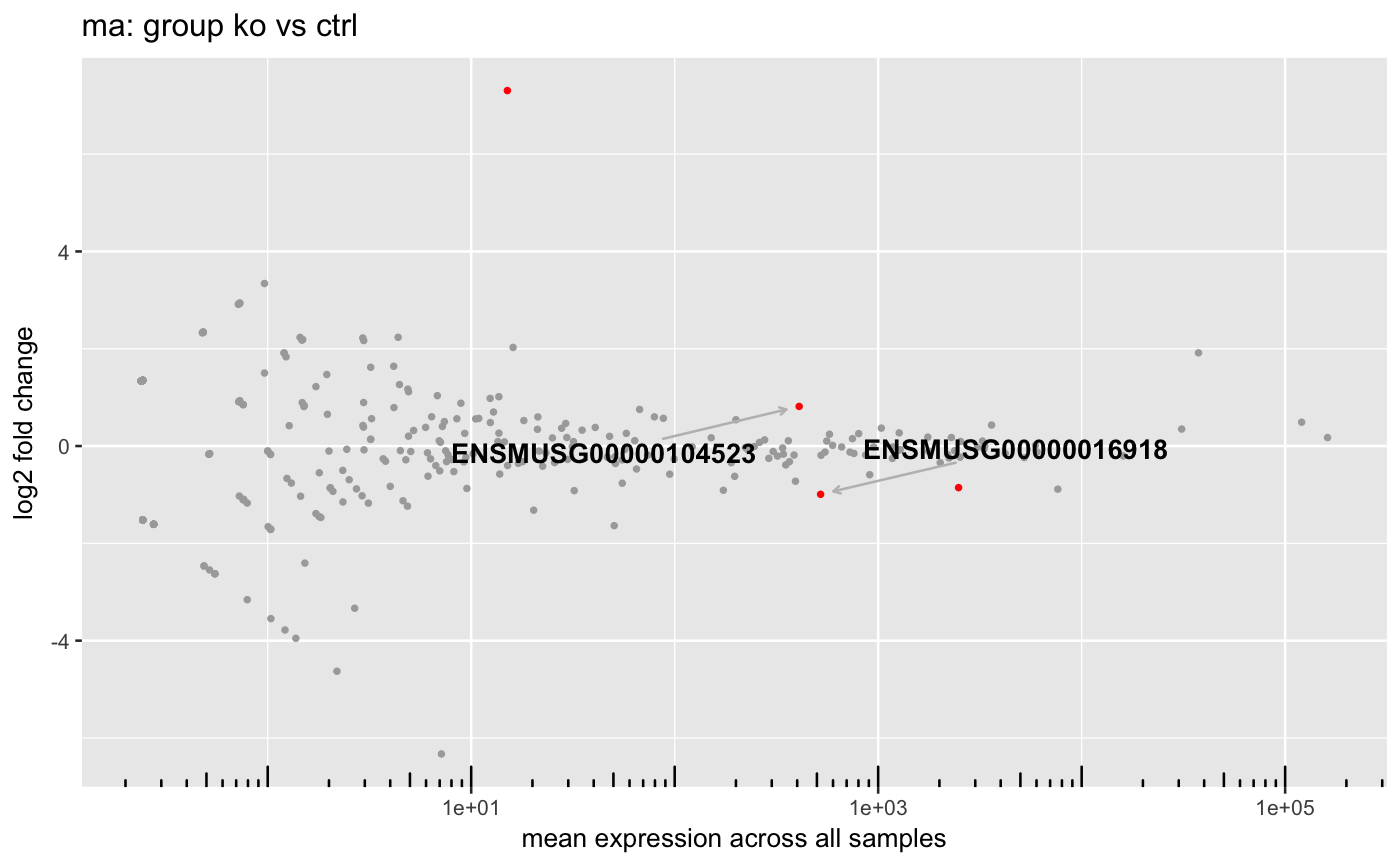 ma: group ko vs ctrl
log2 fold change
4
0
-4
ENSMUSG00000104523
ENSMUSG00000016918
1e+01
1e+03
1e+05
mean expression across all samples